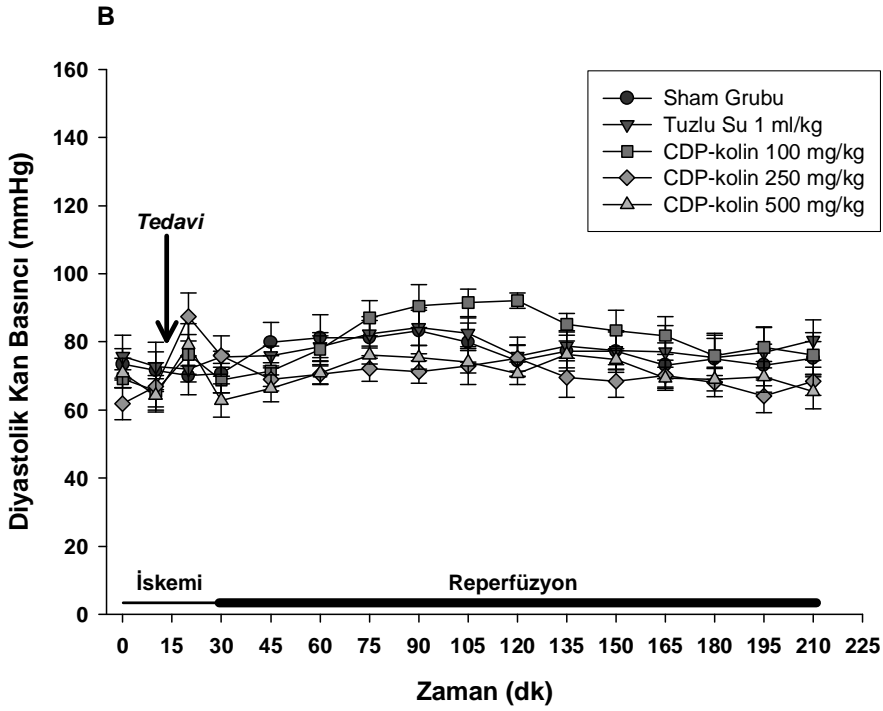 B
Diyastolik Kan Basıncı (mmHg)
160
140
120
100
80
60
40
20
0
Sham Grubu
Tuzlu Su 1 ml/kg
CDP-kolin 100 mg/kg
CDP-kolin 250 mg/kg
CDP-kolin 500 mg/kg
Tedavi
İskemi
Reperfüzyon
0 15 30 45 60 75 90 105 120 135 150 165 180 195 210 225
Zaman (dk)